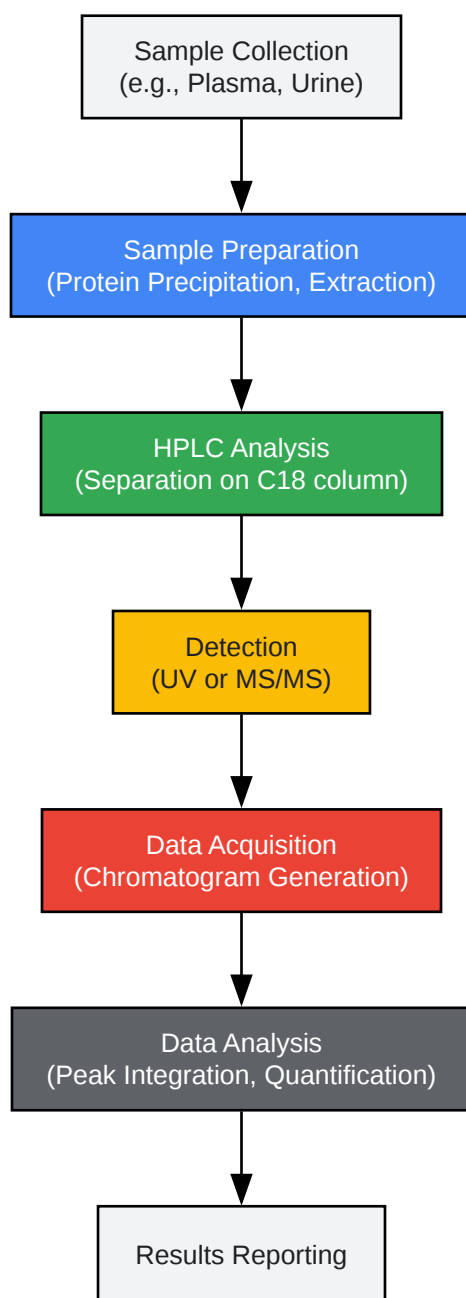 Sample Collection
(e.g., Plasma, Urine)
Sample Preparation
(Protein Precipitation, Extraction)
HPLC Analysis
(Separation on C18 column)
Detection
(UV or MS/MS)
Data Acquisition
(Chromatogram Generation)
Data Analysis
(Peak Integration, Quantification)
Results Reporting